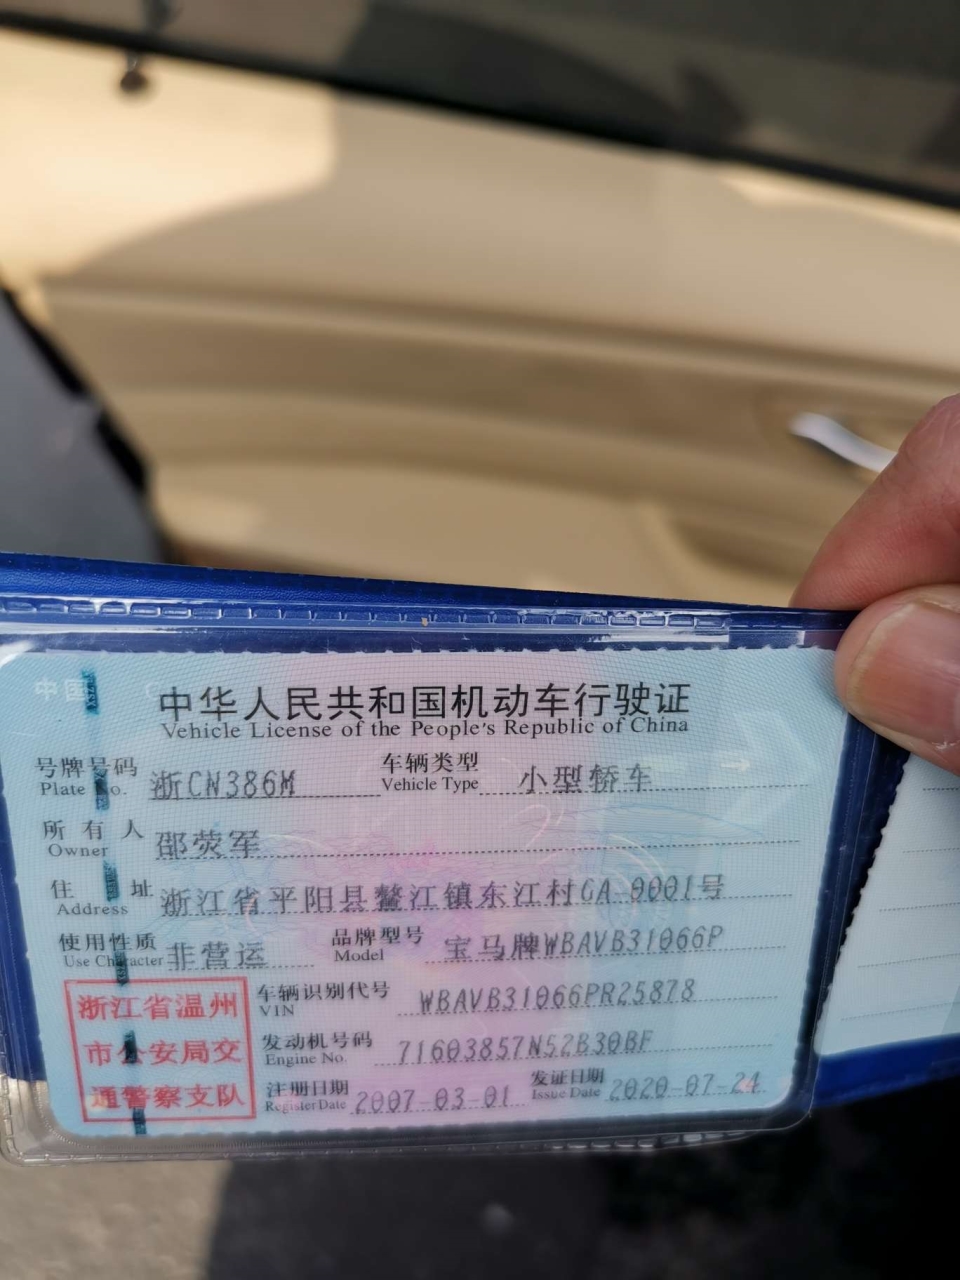 中国
中华人民共和国机动车行驶证
Vehicle License of the People's Republic of China
号牌号码 浙CN386M 车辆类型 小型轿车
Plate No. Vehicle Type
所有人 邵荧军
Owner
住址 浙江省平阳县鳌江镇东江村GA-0001号
Address
使用性质 非营运 品牌型号 宝马牌WBAVB31066P
Use Character Model
浙江省温州
市公安局交
通警察支队
车辆识别代号 WBAVB31066PR25878
VIN
发动机号码 71603857N52B30BF
Engine No.
注册日期 2007-03-01 发证日期 2020-07-24
Register Date Issue Date